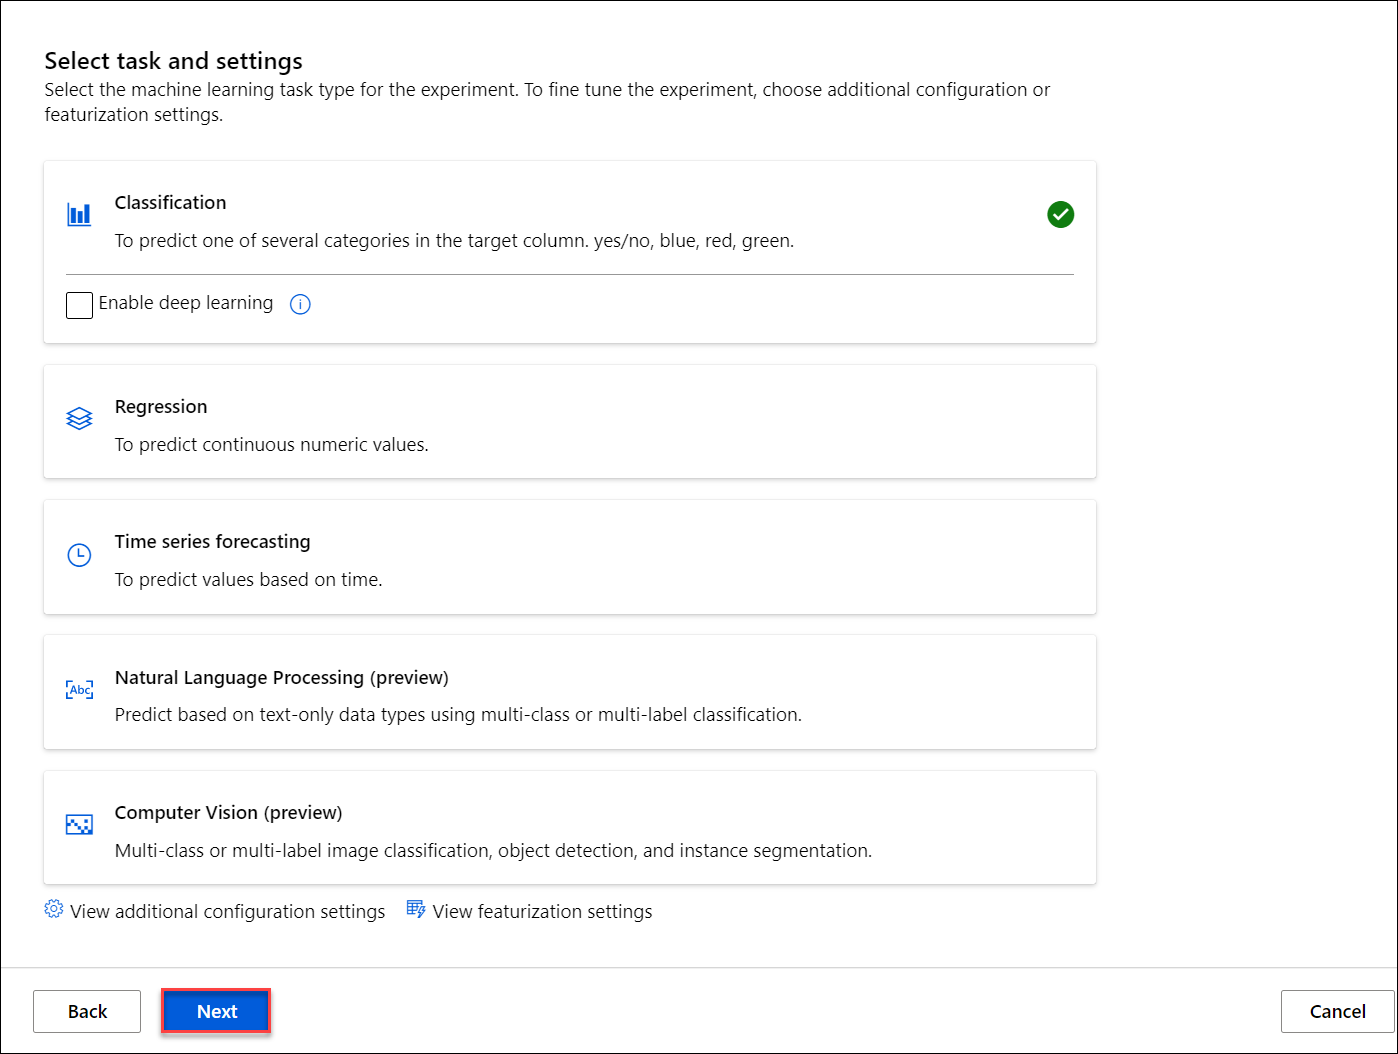 Select task and settings
Select the machine learning task type for the experiment. To fine tune the experiment, choose additional configuration or
featurization settings.
Classification
To predict one of several categories in the target column. yes/no, blue, red, green.
Enable deep learning
Regression
To predict continuous numeric values.
Time series forecasting
To predict values based on time.
Abc
Natural Language Processing (preview)
Predict based on text-only data types using multi-class or multi-label classification.
Computer Vision (preview)
Multi-class or multi-label image classification, object detection, and instance segmentation.
View additional configuration settings View featurization settings
Back Next Cancel